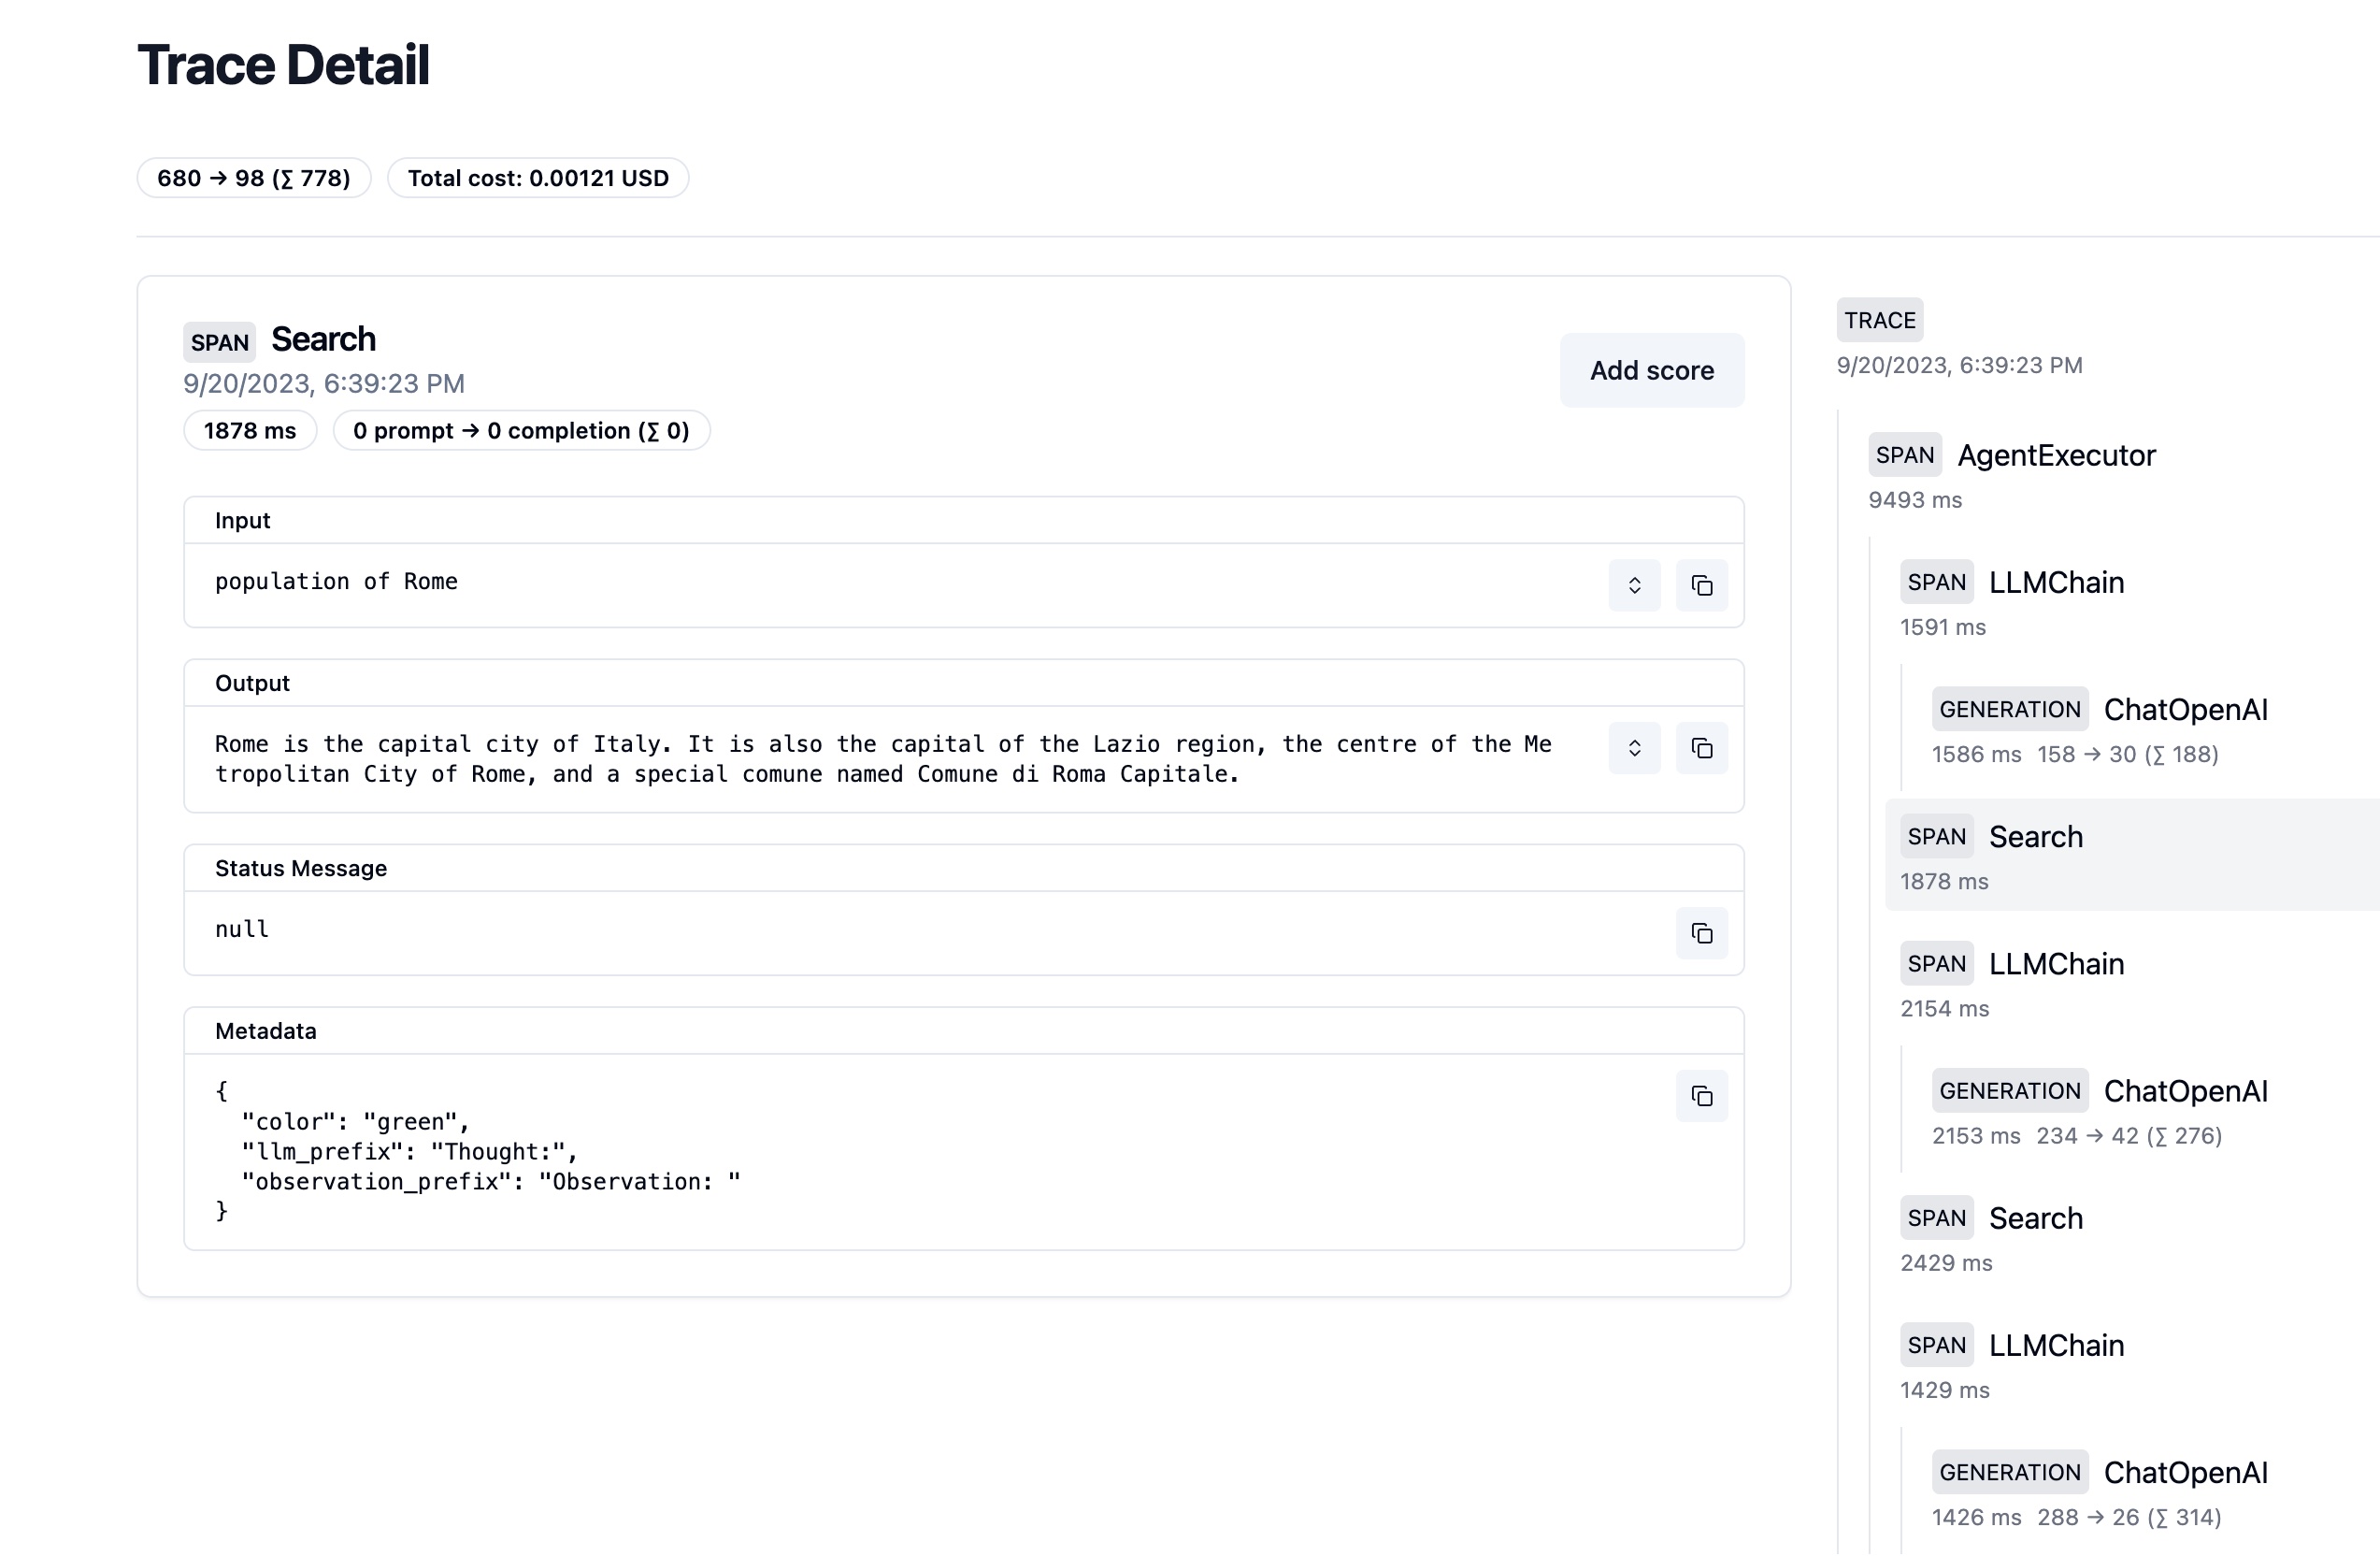 Trace Detail
680 → 98 (∑ 778) Total cost: 0.00121 USD
SPAN Search
9/20/2023, 6:39:23 PM
1878 ms 0 prompt → 0 completion (∑ 0)
Add score
Input
population of Rome
Output
Rome is the capital city of Italy. It is also the capital of the Lazio region, the centre of the Me
tropolitan City of Rome, and a special comune named Comune di Roma Capitale.
Status Message
null
Metadata
{
  "color": "green",
  "llm_prefix": "Thought:",
  "observation_prefix": "Observation: "
}
TRACE
9/20/2023, 6:39:23 PM
SPAN AgentExecutor
9493 ms
SPAN LLMChain
1591 ms
GENERATION ChatOpenAI
1586 ms 158 → 30 (∑ 188)
SPAN Search
1878 ms
SPAN LLMChain
2154 ms
GENERATION ChatOpenAI
2153 ms 234 → 42 (∑ 276)
SPAN Search
2429 ms
SPAN LLMChain
1429 ms
GENERATION ChatOpenAI
1426 ms 288 → 26 (∑ 314)